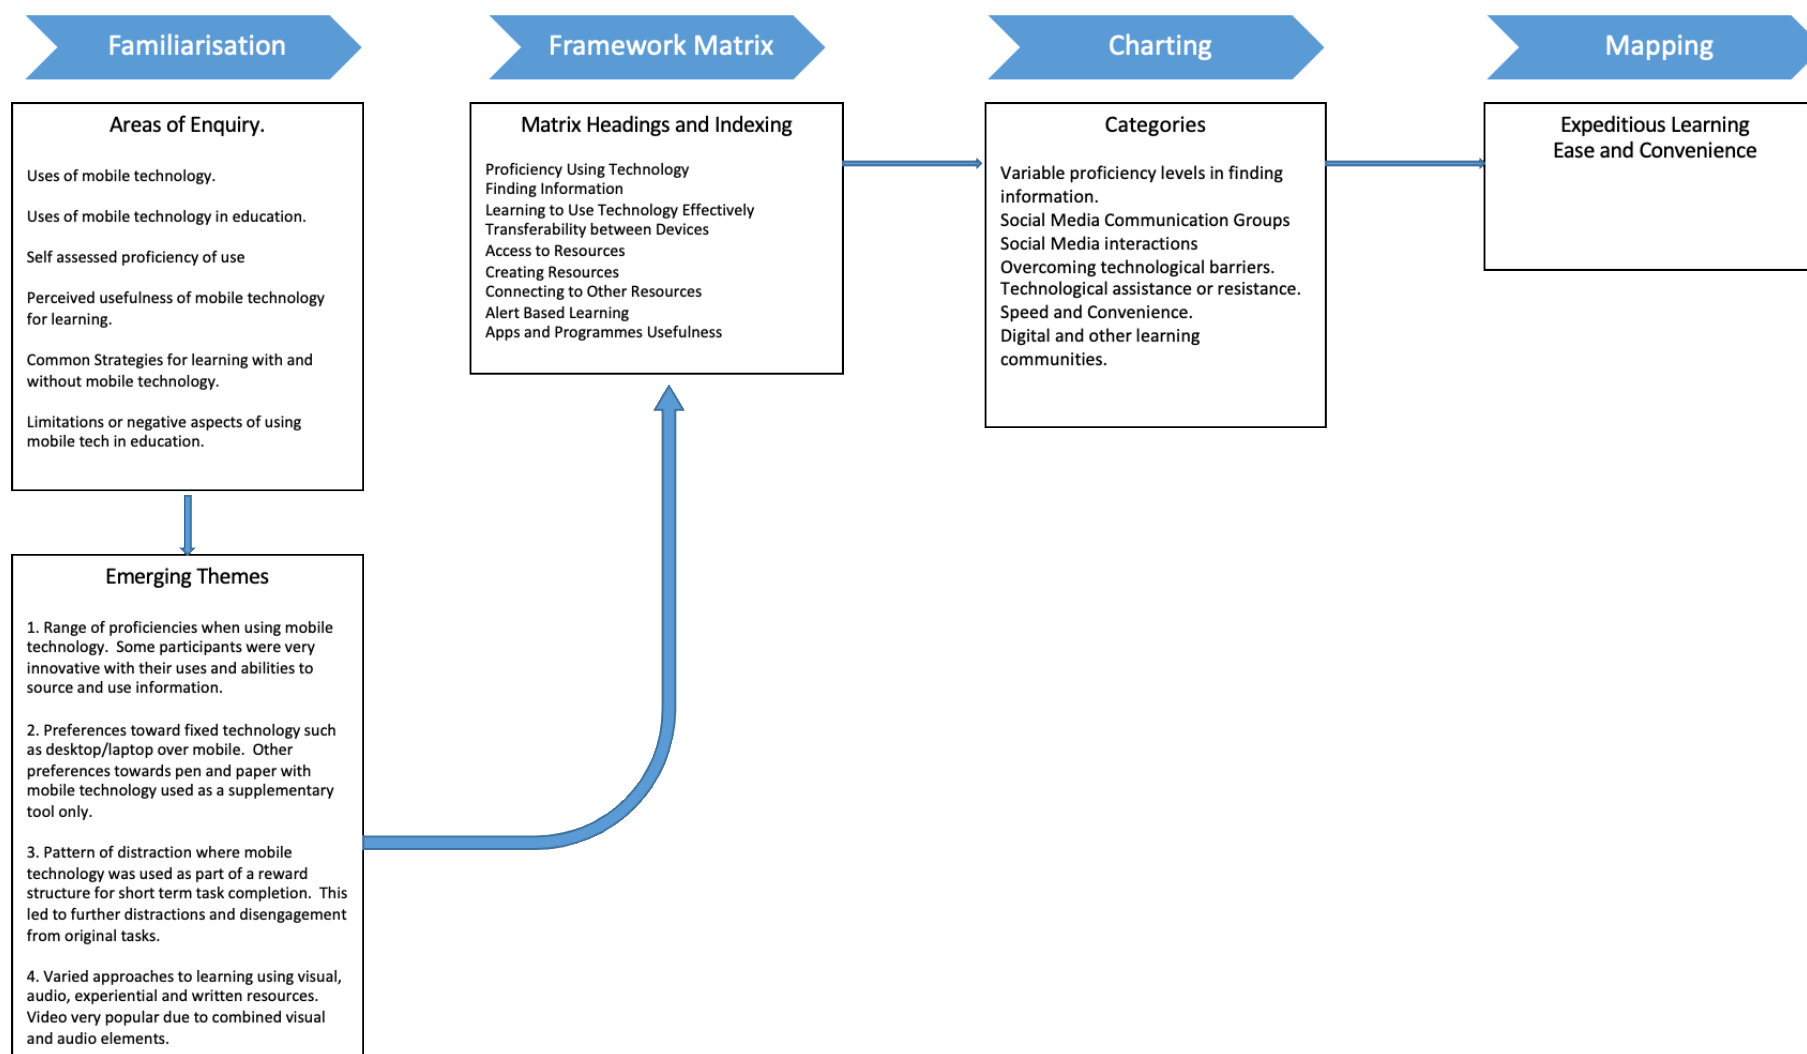 Familiarisation
Framework Matrix
Charting
Mapping
Areas of Enquiry.
Uses of mobile technology.
Uses of mobile technology in education.
Self assessed proficiency of use
Perceived usefulness of mobile technology
for learning.
Common Strategies for learning with and
without mobile technology.
Limitations or negative aspects of using
mobile tech in education.
Emerging Themes
1. Range of proficiencies when using mobile
technology.  Some participants were very
innovative with their uses and abilities to
source and use information.
2. Preferences toward fixed technology such
as desktop/laptop over mobile.  Other
preferences towards pen and paper with
mobile technology used as a supplementary
tool only.
3. Pattern of distraction where mobile
technology was used as part of a reward
structure for short term task completion.  This
led to further distractions and disengagement
from original tasks.
4. Varied approaches to learning using visual,
audio, experiential and written resources.
Video very popular due to combined visual
and audio elements.
Matrix Headings and Indexing
Proficiency Using Technology
Finding Information
Learning to Use Technology Effectively
Transferability between Devices
Access to Resources
Creating Resources
Connecting to Other Resources
Alert Based Learning
Apps and Programmes Usefulness
Categories
Variable proficiency levels in finding
information.
Social Media Communication Groups
Social Media interactions
Overcoming technological barriers.
Technological assistance or resistance.
Speed and Convenience.
Digital and other learning
communities.
Expeditious Learning
Ease and Convenience